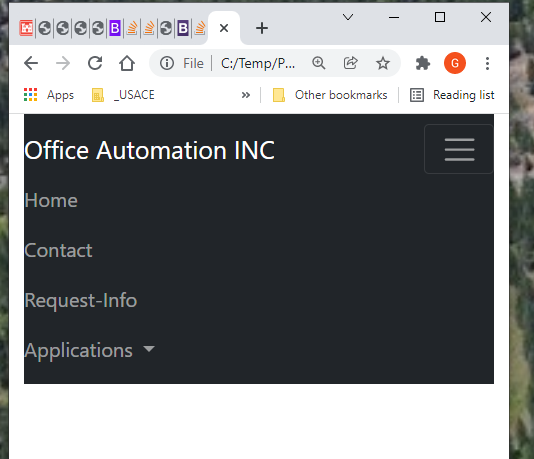 File C:/Temp/P...
G
Apps _USACE » Other bookmarks Reading list
Office Automation INC
Home
Contact
Request-Info
Applications